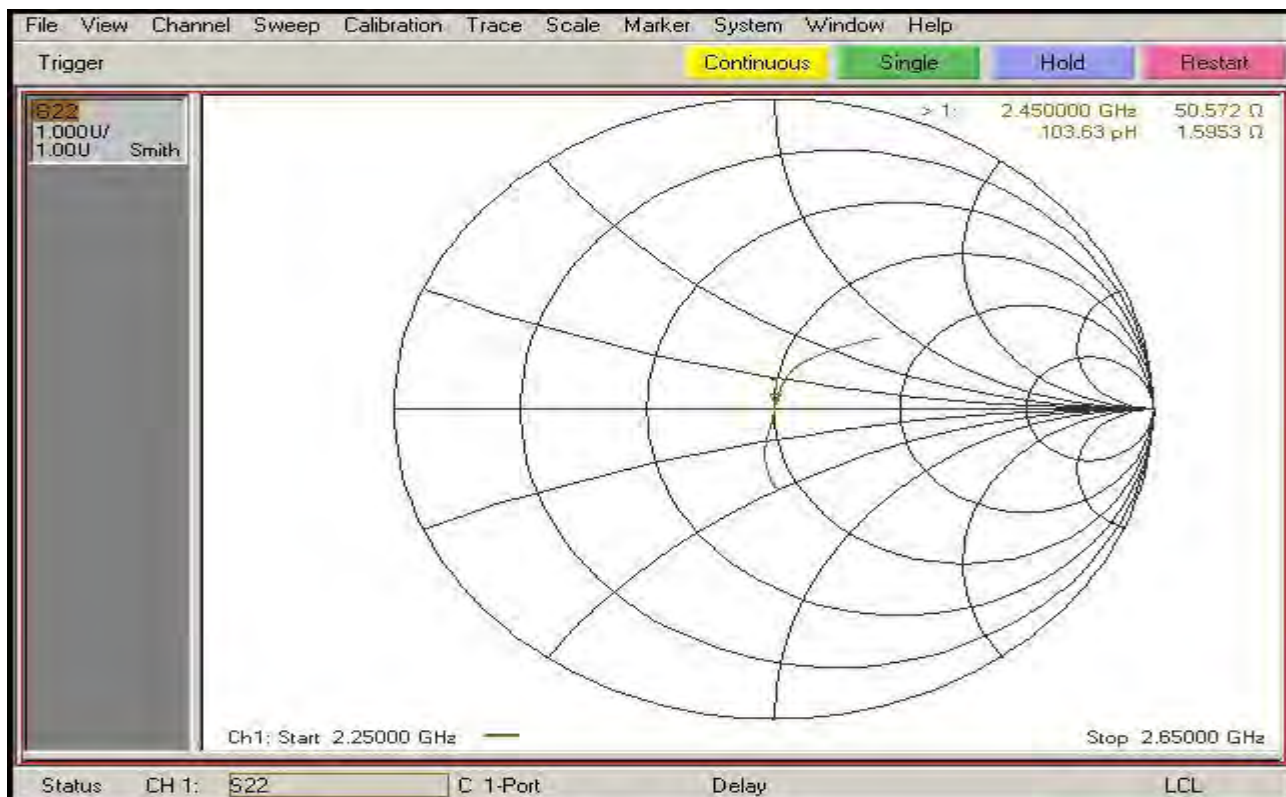 File View Channel Sweep Calibration Trace Scale Marker System Window Help
Trigger Continuous Single Hold Restart
S22
1.000U/
1.00U Smith
> 1: 2.450000 GHz 50.572 Ω
103.63 pH 1.5953 Ω
Ch1: Start 2.25000 GHz Stop 2.65000 GHz
Status CH 1: S22 C 1-Port Delay LCL